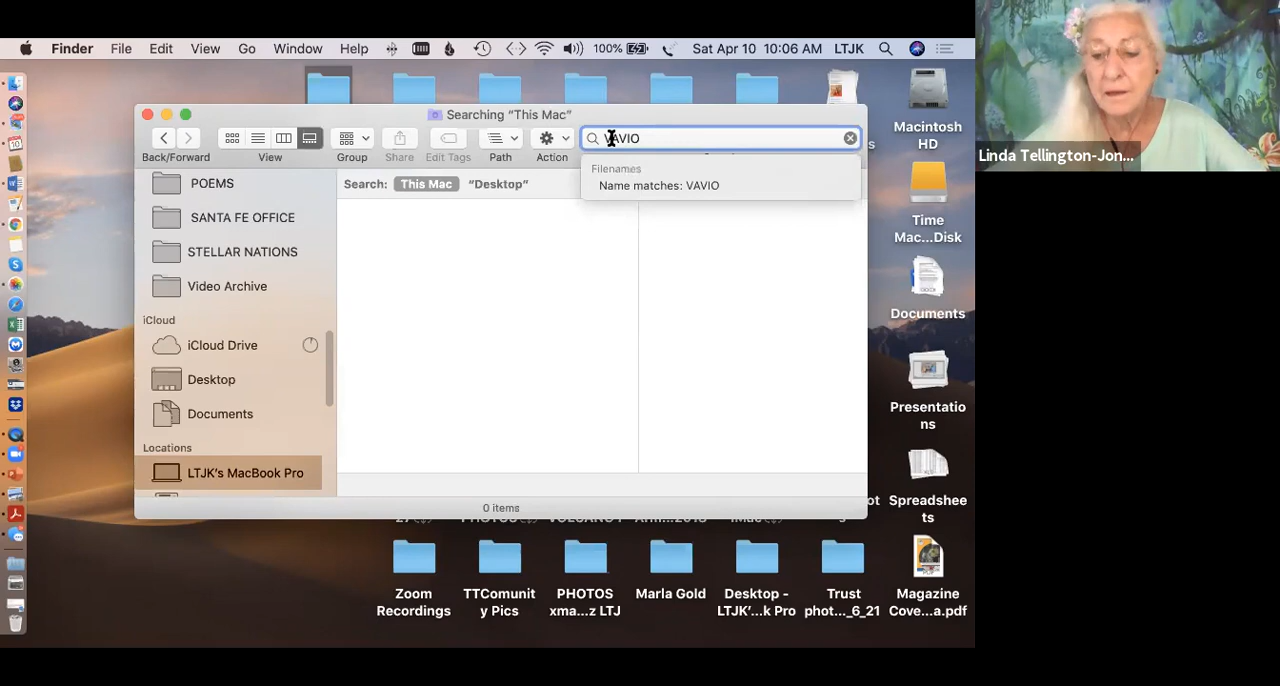 Finder File Edit View Go Window Help 100% Sat Apr 10 10:06 AM LTJK
Searching “This Mac”
VAVIO
Back/Forward View Group Share Edit Tags Path Action
Filenames
Name matches: VAVIO
Search: This Mac “Desktop”
POEMS
SANTA FE OFFICE
STELLAR NATIONS
Video Archive
iCloud
iCloud Drive
Desktop
Documents
Locations
LTJK’s MacBook Pro
0 items
Macintosh
HD
Time
Mac...Disk
Documents
Presentatio
ns
Spreadshee
ts
Zoom
Recordings
TTComunit
y Pics
PHOTOS
xma...z LTJ
Marla Gold
Desktop -
LTJK’...k Pro
Trust
phot..._6_21
Magazine
Cove...a.pdf
Linda Tellington-Jon...